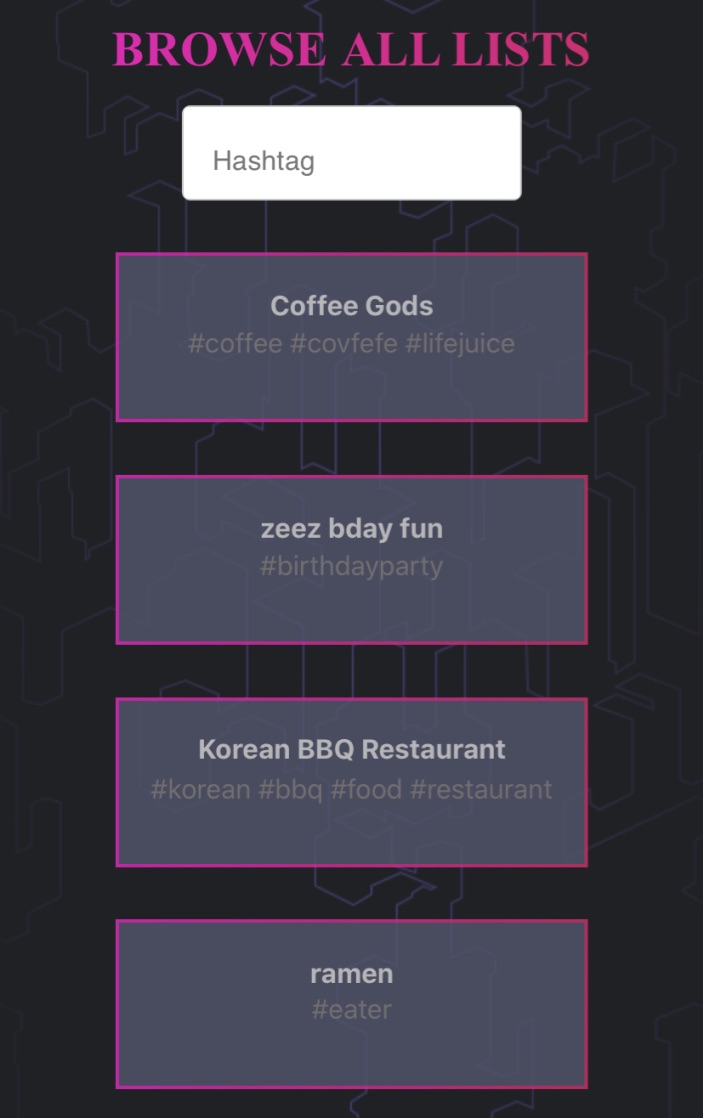 BROWSE ALL LISTS
Hashtag
Coffee Gods
#coffee #covfefe #lifejuice
zeez bday fun
#birthdayparty
Korean BBQ Restaurant
#korean #bbq #food #restaurant
ramen
#eater